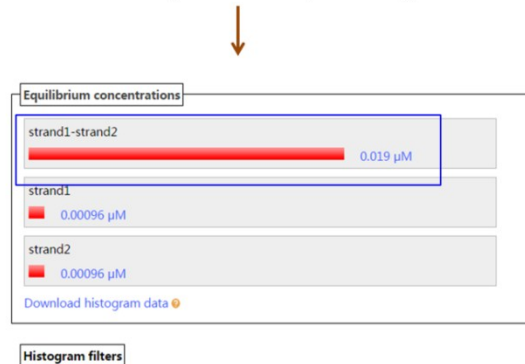 Equilibrium concentrations
strand1-strand2
0.019 µM
strand1
0.00096 µM
strand2
0.00096 µM
Download histogram data ?
Histogram filters